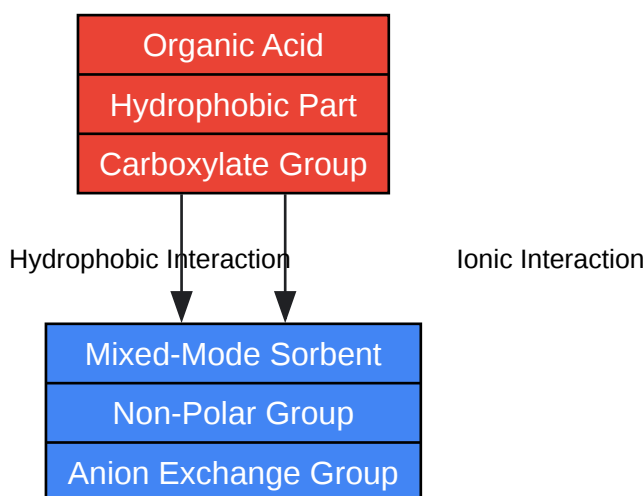 Organic Acid
Hydrophobic Part
Carboxylate Group
Hydrophobic Interaction
Ionic Interaction
Mixed-Mode Sorbent
Non-Polar Group
Anion Exchange Group